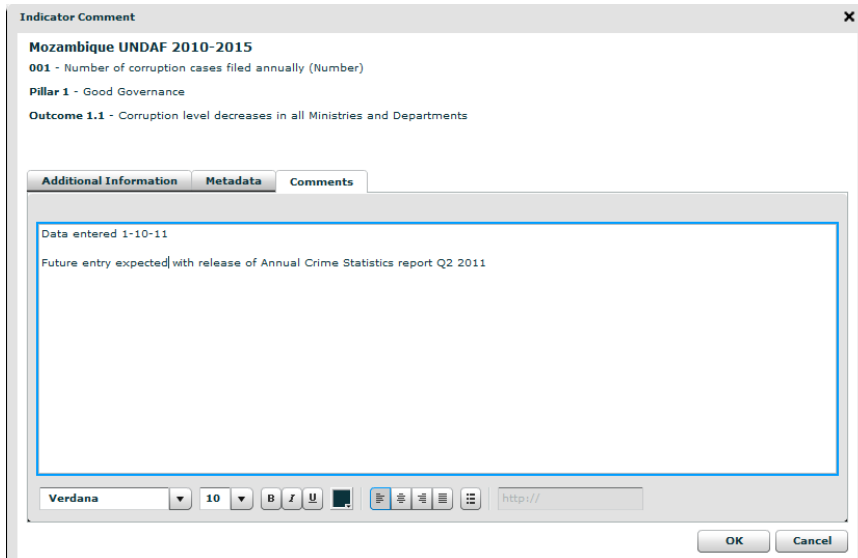 Indicator Comment
Mozambique UNDAF 2010-2015
001 - Number of corruption cases filed annually (Number)
Pillar 1 - Good Governance
Outcome 1.1 - Corruption level decreases in all Ministries and Departments
Additional Information Metadata Comments
Data entered 1-10-11
Future entry expected with release of Annual Crime Statistics report Q2 2011
Verdana 10 B I U http://
OK Cancel